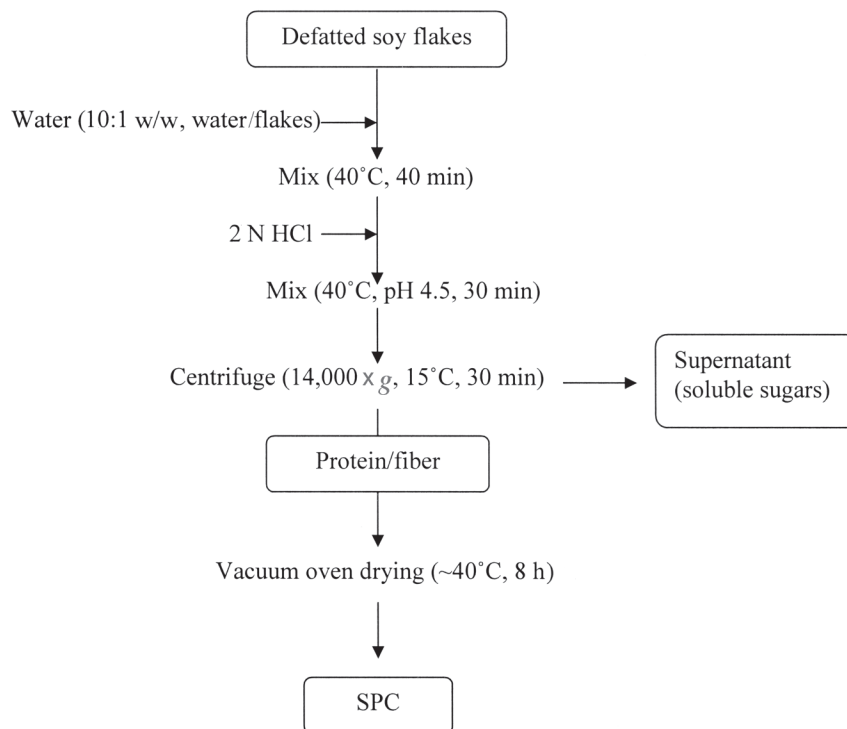 Defatted soy flakes
Water (10:1 w/w, water/flakes)
Mix (40˚C, 40 min)
2 N HCl
Mix (40˚C, pH 4.5, 30 min)
Centrifuge (14,000 x g, 15˚C, 30 min)
Supernatant
(soluble sugars)
Protein/fiber
Vacuum oven drying (~40˚C, 8 h)
SPC